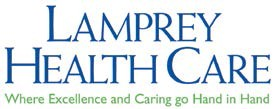 LAMPREY
HEALTH CARE
Where Excellence and Caring go Hand in Hand